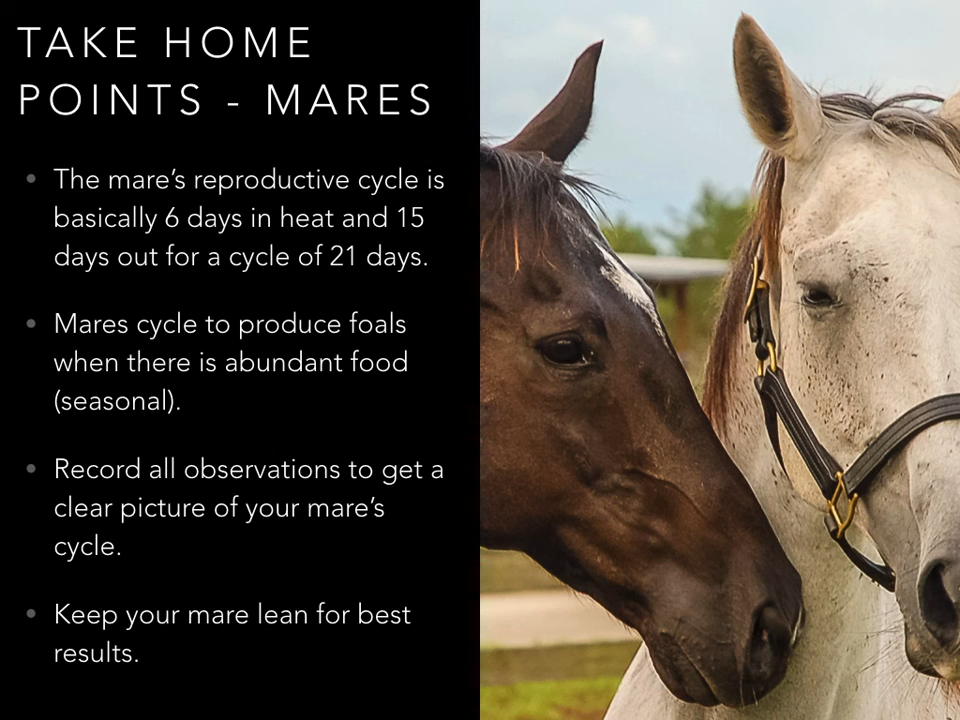 TAKE HOME
POINTS - MARES
• The mare’s reproductive cycle is
basically 6 days in heat and 15
days out for a cycle of 21 days.
• Mares cycle to produce foals
when there is abundant food
(seasonal).
• Record all observations to get a
clear picture of your mare’s
cycle.
• Keep your mare lean for best
results.